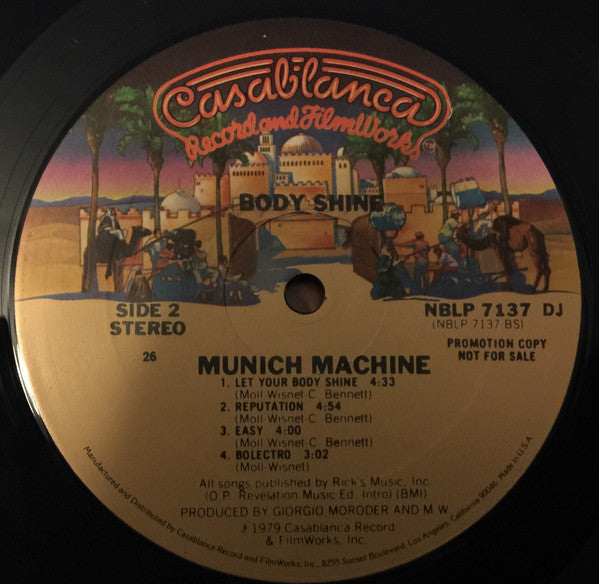 Casablanca
Record and FilmWorks
TM
BODY SHINE
SIDE 2
STEREO
NBLP 7137 DJ
(NBLP 7137 BS)
26
PROMOTION COPY
NOT FOR SALE
MUNICH MACHINE
1. LET YOUR BODY SHINE 4:33
(Moll-Wisnet-C. Bennett)
2. REPUTATION 4:54
(Moll-Wisnet-C. Bennett)
3. EASY 4:00
(Moll-Wisnet-C. Bennett)
4. BOLECTRO 3:02
(Moll-Wisnet)
All songs published by Rick's Music, Inc.
(O.P. Revelation Music Ed. Intro) (BMI)
PRODUCED BY GIORGIO MORODER AND M.W.
℗ 1979 Casablanca Record
& FilmWorks, Inc.
Manufactured and Distributed by Casablanca Record and FilmWorks, Inc., 8255 Sunset Boulevard, Los Angeles, California 90046. Made in U.S.A.